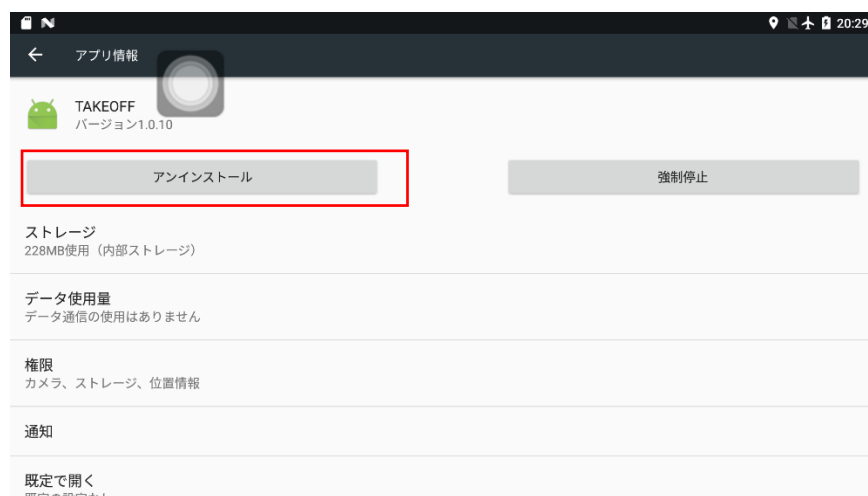 20:29
アプリ情報
TAKEOFF
バージョン1.0.10
アンインストール
強制停止
ストレージ
228MB使用（内部ストレージ）
データ使用量
データ通信の使用はありません
権限
カメラ、ストレージ、位置情報
通知
既定で開く